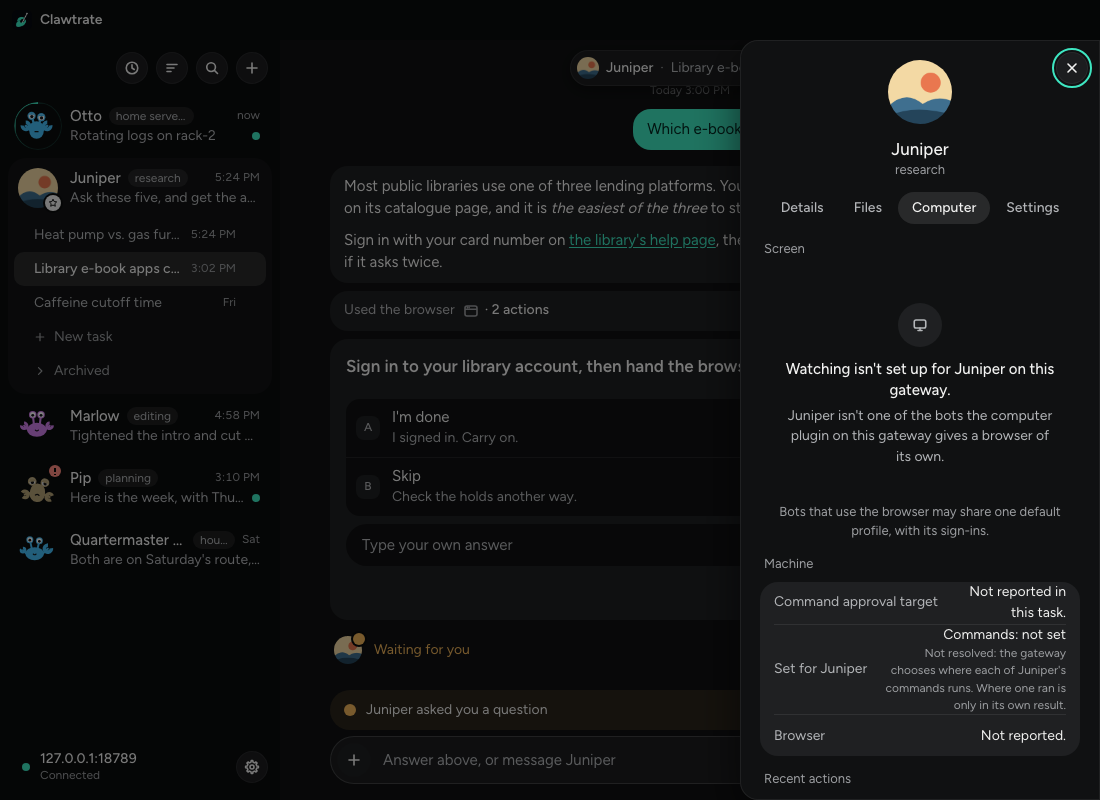 Clawtrate
Otto home serve... now
Rotating logs on rack-2
Juniper research 5:24 PM
Ask these five, and get the a...
Heat pump vs. gas fur... 5:24 PM
Library e-book apps c... 3:02 PM
Caffeine cutoff time Fri
+ New task
> Archived
Marlow editing 4:58 PM
Tightened the intro and cut ...
Pip planning 3:10 PM
Here is the week, with Thu...
Quartermaster ... hou... Sat
Both are on Saturday's route,...
127.0.0.1:18789
Connected
Juniper · Library e-b
Today 3:00 PM
Which e-book
Most public libraries use one of three lending platforms. You
on its catalogue page, and it is the easiest of the three to st
Sign in with your card number on the library's help page, the
if it asks twice.
Used the browser · 2 actions
Sign in to your library account, then hand the brows
A I'm done
I signed in. Carry on.
B Skip
Check the holds another way.
Type your own answer
Waiting for you
Juniper asked you a question
Answer above, or message Juniper
Juniper
research
Details Files Computer Settings
Screen
Watching isn't set up for Juniper on this
gateway.
Juniper isn't one of the bots the computer
plugin on this gateway gives a browser of
its own.
Bots that use the browser may share one default
profile, with its sign-ins.
Machine
Command approval target Not reported in
this task.
Set for Juniper Commands: not set
Not resolved: the gateway
chooses where each of Juniper's
commands runs. Where one ran is
only in its own result.
Browser Not reported.
Recent actions